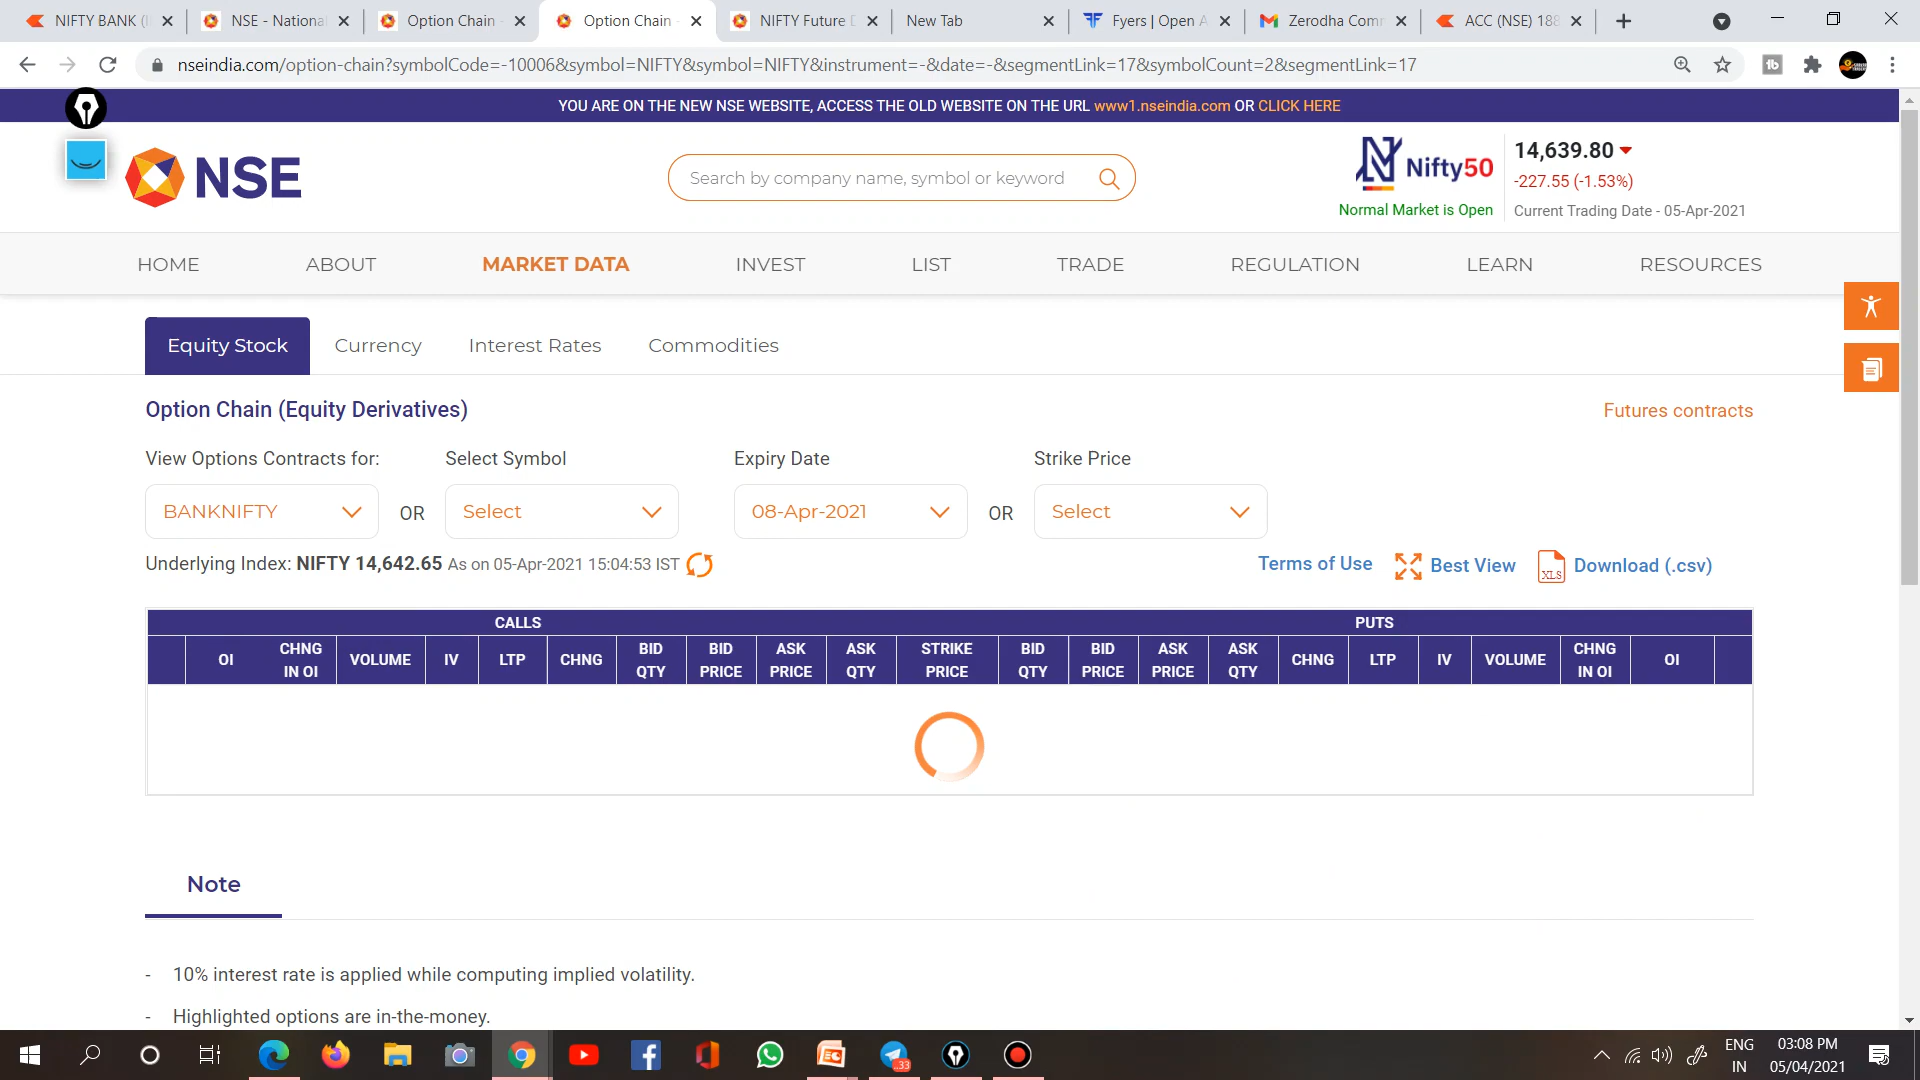 NIFTY BANK (
NSE - Nationa
Option Chain -
Option Chain -
NIFTY Future D
New Tab
Fyers | Open A
Zerodha Comm
ACC (NSE) 188
nseindia.com/option-chain?symbolCode=-10006&symbol=NIFTY&symbol=NIFTY&instrument=-&date=-&segmentLink=17&symbolCount=2&segmentLink=17
YOU ARE ON THE NEW NSE WEBSITE, ACCESS THE OLD WEBSITE ON THE URL www1.nseindia.com OR CLICK HERE
NSE
Search by company name, symbol or keyword
Nifty50
14,639.80
-227.55 (-1.53%)
Normal Market is Open
Current Trading Date - 05-Apr-2021
HOME ABOUT MARKET DATA INVEST LIST TRADE REGULATION LEARN RESOURCES
Equity Stock Currency Interest Rates Commodities
Option Chain (Equity Derivatives)
Futures contracts
View Options Contracts for: Select Symbol Expiry Date Strike Price
BANKNIFTY OR Select 08-Apr-2021 OR Select
Underlying Index: NIFTY 14,642.65 As on 05-Apr-2021 15:04:53 IST
Terms of Use Best View XLS Download (.csv)
CALLS PUTS
OI CHNG IN OI VOLUME IV LTP CHNG BID QTY BID PRICE ASK PRICE ASK QTY STRIKE PRICE BID QTY BID PRICE ASK PRICE ASK QTY CHNG LTP IV VOLUME CHNG IN OI OI
Note
- 10% interest rate is applied while computing implied volatility.
- Highlighted options are in-the-money.
33
ENG
IN
03:08 PM
05/04/2021